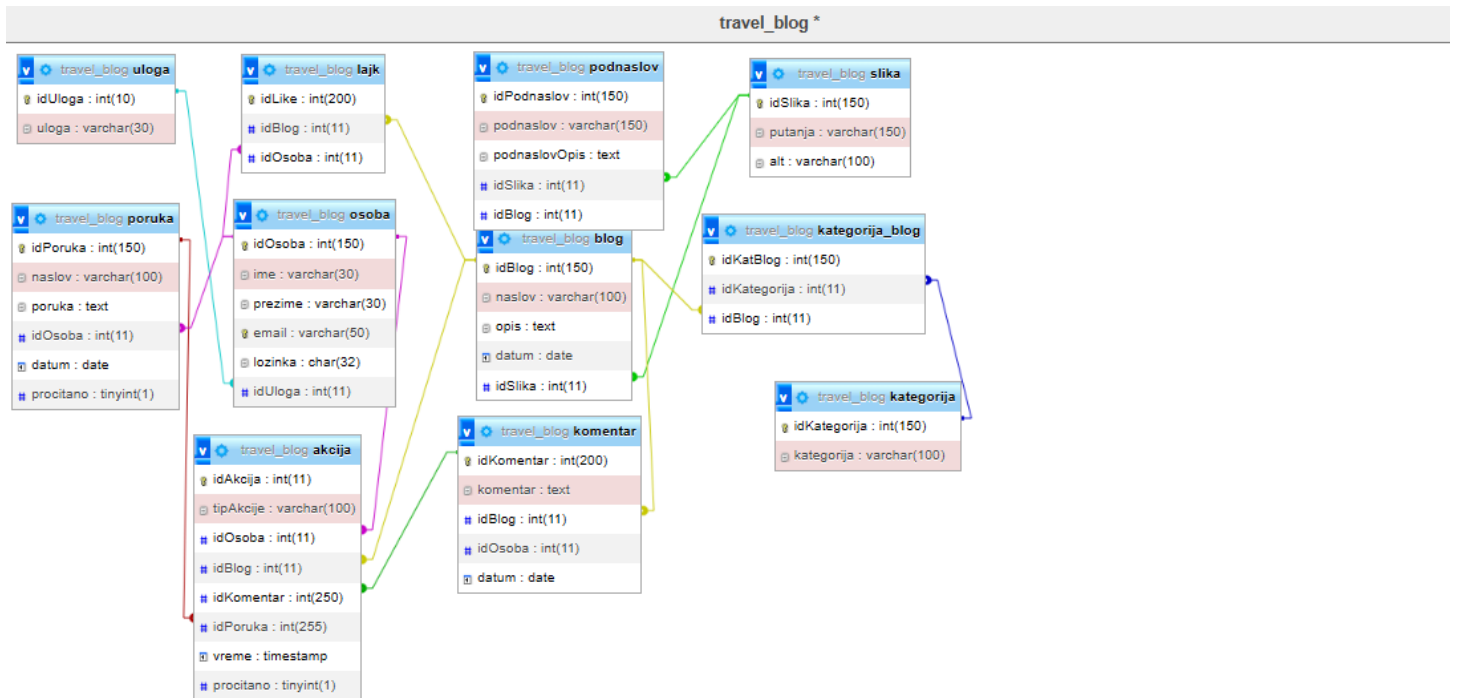 travel_blog *
travel_blog uloga
idUloga : int(10)
uloga : varchar(30)
travel_blog lajk
idLike : int(200)
idBlog : int(11)
idOsoba : int(11)
travel_blog podnaslov
idPodnaslov : int(150)
podnaslov : varchar(150)
podnaslovOpis : text
idSlika : int(11)
idBlog : int(11)
travel_blog slika
idSlika : int(150)
putanja : varchar(150)
alt : varchar(100)
travel_blog poruka
idPoruka : int(150)
naslov : varchar(100)
poruka : text
idOsoba : int(11)
datum : date
procitano : tinyint(1)
travel_blog osoba
idOsoba : int(150)
ime : varchar(30)
prezime : varchar(30)
email : varchar(50)
lozinka : char(32)
idUloga : int(11)
travel_blog blog
idBlog : int(150)
naslov : varchar(100)
opis : text
datum : date
idSlika : int(11)
travel_blog kategorija_blog
idKatBlog : int(150)
idKategorija : int(11)
idBlog : int(11)
travel_blog kategorija
idKategorija : int(150)
kategorija : varchar(100)
travel_blog akcija
idAkcija : int(11)
tipAkcije : varchar(100)
idOsoba : int(11)
idBlog : int(11)
idKomentar : int(250)
idPoruka : int(255)
vreme : timestamp
procitano : tinyint(1)
travel_blog komentar
idKomentar : int(200)
komentar : text
idBlog : int(11)
idOsoba : int(11)
datum : date